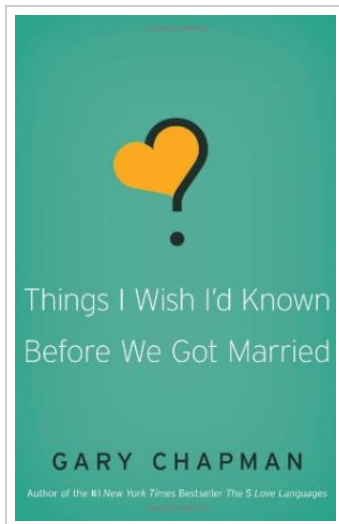 ?
Things I Wish I'd Known
Before We Got Married
GARY CHAPMAN
Author of the #1 New York Times Bestseller The 5 Love Languages